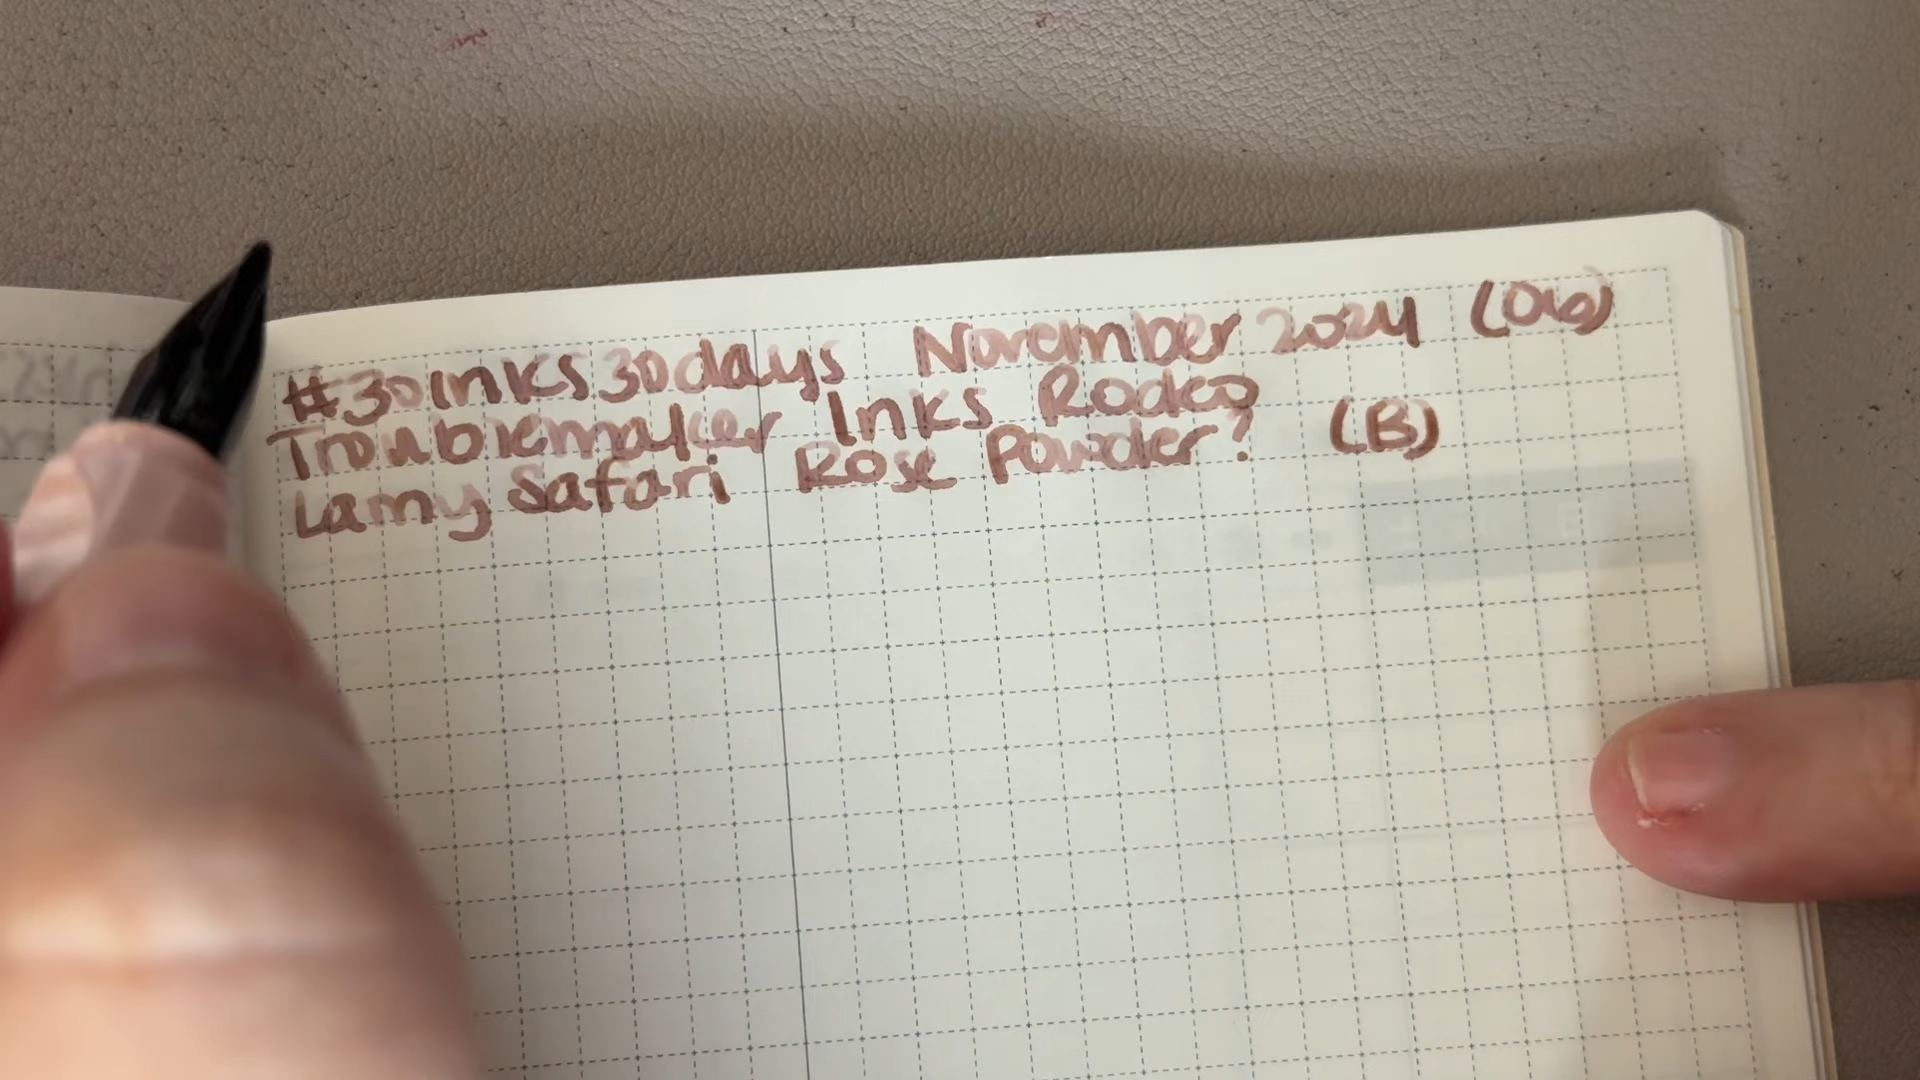 #30inks30days November 2024 (06)
Troublemaker Inks Rodeo
Lamy Safari Rose Powder? (B)